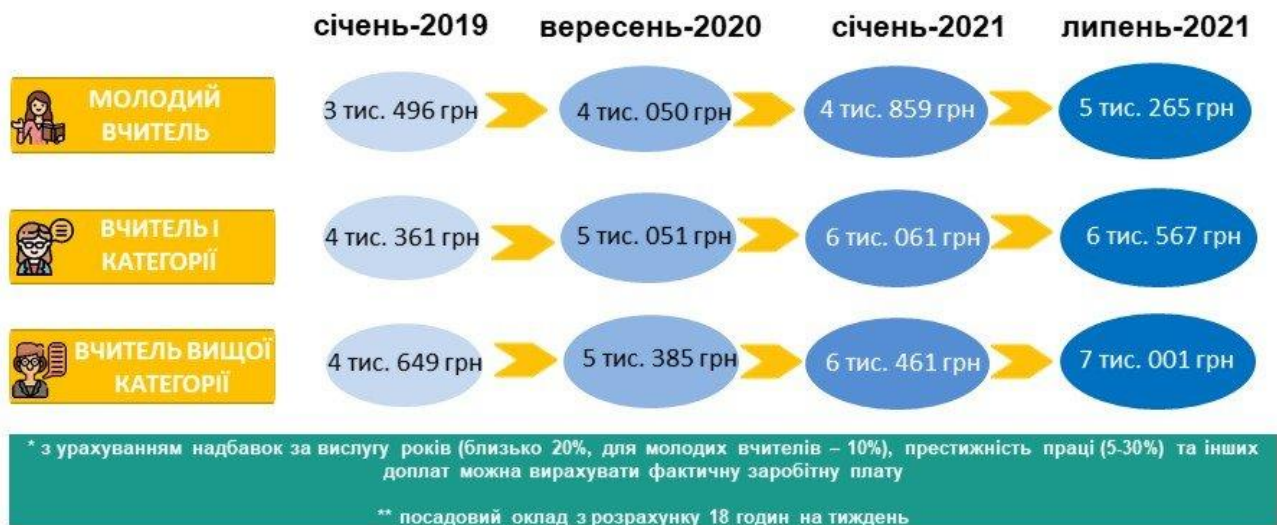 січень-2019 вересень-2020 січень-2021 липень-2021
МОЛОДИЙ
ВЧИТЕЛЬ
3 тис. 496 грн 4 тис. 050 грн 4 тис. 859 грн 5 тис. 265 грн
ВЧИТЕЛЬ І
КАТЕГОРІЇ
4 тис. 361 грн 5 тис. 051 грн 6 тис. 061 грн 6 тис. 567 грн
ВЧИТЕЛЬ ВИЩОЇ
КАТЕГОРІЇ
4 тис. 649 грн 5 тис. 385 грн 6 тис. 461 грн 7 тис. 001 грн
* з урахуванням надбавок за вислугу років (близько 20%, для молодих вчителів – 10%), престижність праці (5-30%) та інших
доплат можна вирахувати фактичну заробітну плату
** посадовий оклад з розрахунку 18 годин на тиждень